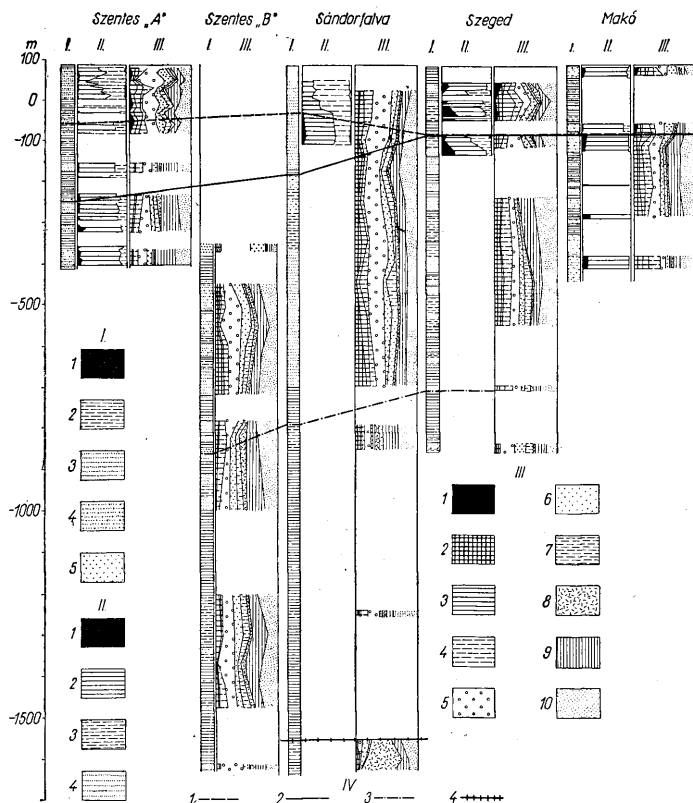 Szentes „A" Szentes „B" Sándorfalva Szeged Makó
m I. II. III. I. III. I. II. III. I. II. III. I. II. III.
100
0
-100
-500
-1000
-1500
I.
1
2
3
4
5
II
1
2
3
4
III
1 6
2 7
3 8
4 9
5 10
IV
1 2 3 4